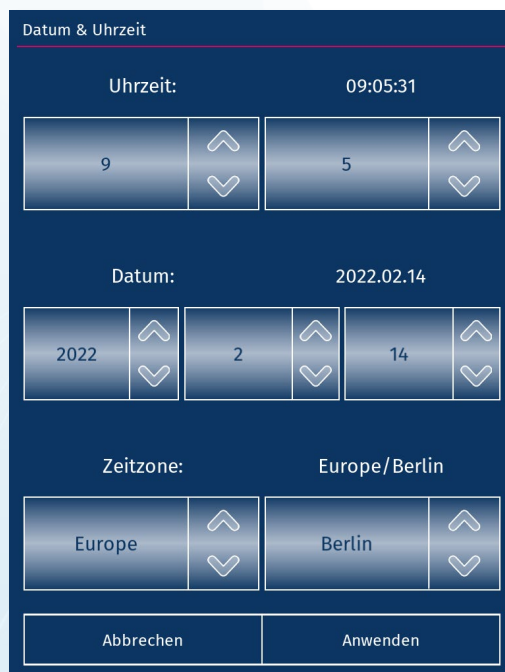 Datum & Uhrzeit
Uhrzeit: 09:05:31
9 5
Datum: 2022.02.14
2022 2 14
Zeitzone: Europe/Berlin
Europe Berlin
Abbrechen Anwenden